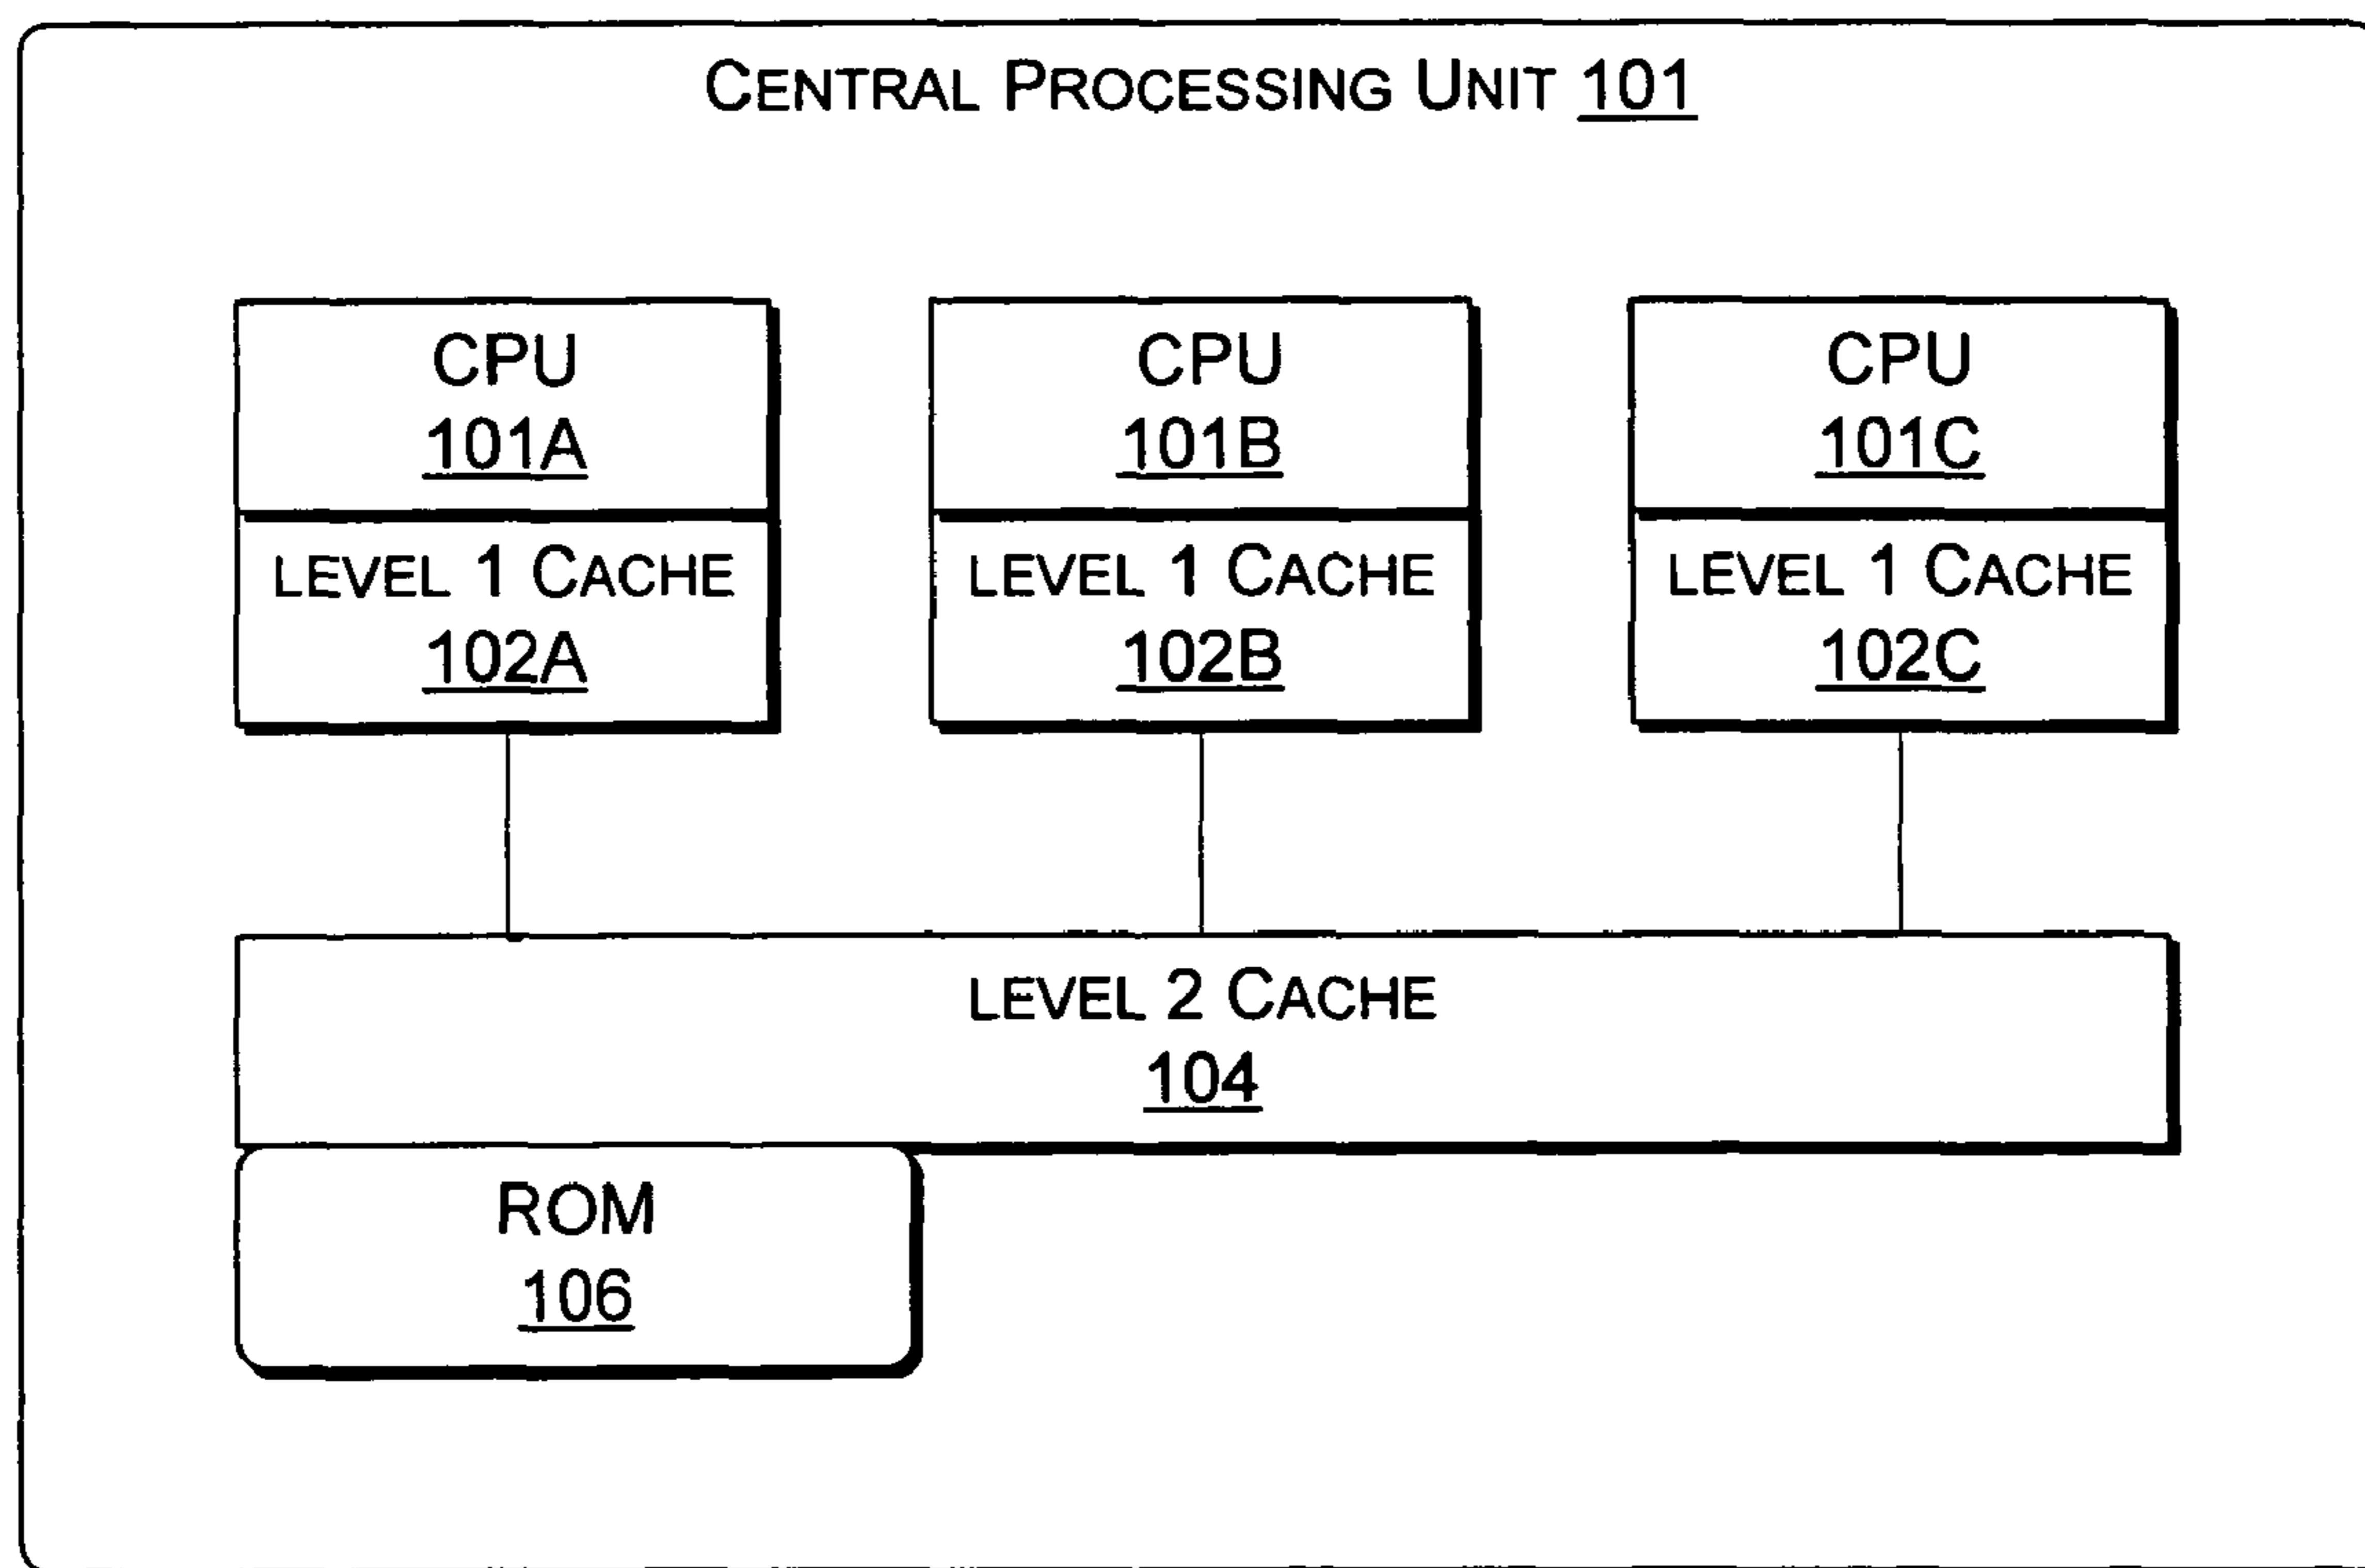 CENTRAL PROCESSING UNIT 101
CPU
101A
LEVEL 1 CACHE
102A
CPU
101B
LEVEL 1 CACHE
102B
CPU
101C
LEVEL 1 CACHE
102C
LEVEL 2 CACHE
104
ROM
106